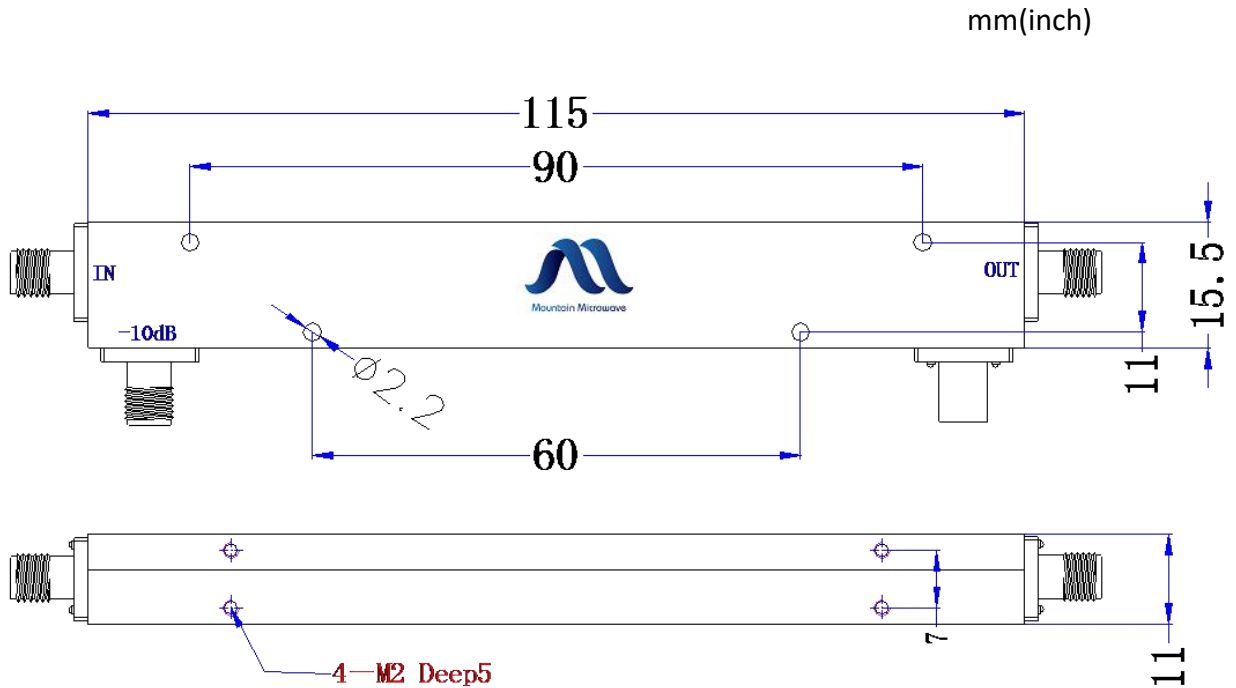 mm(inch)
115
90
IN
OUT
Mountain Microwave
-10dB
15.5
11
Ø2.2
60
7
11
4—M2 Deep5